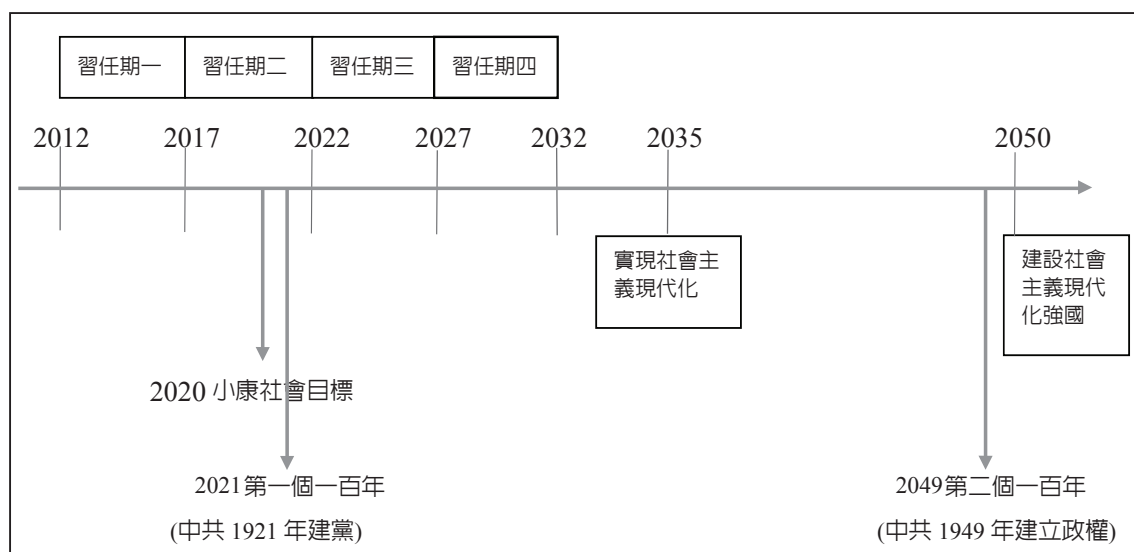 習任期一 習任期二 習任期三 習任期四
2012 2017 2022 2027 2032 2035 2050
實現社會主
義現代化
建設社會
主義現代
化強國
2020 小康社會目標
2021第一個一百年
(中共 1921 年建黨)
2049第二個一百年
(中共 1949 年建立政權)